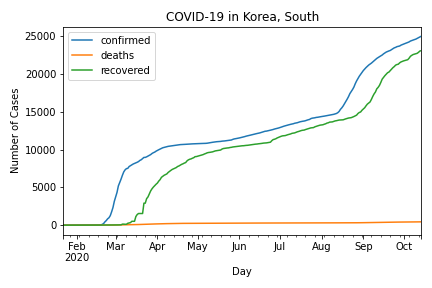 COVID-19 in Korea, South
confirmed
deaths
recovered
Number of Cases
25000
20000
15000
10000
5000
0
Feb Mar Apr May Jun Jul Aug Sep Oct
2020
Day